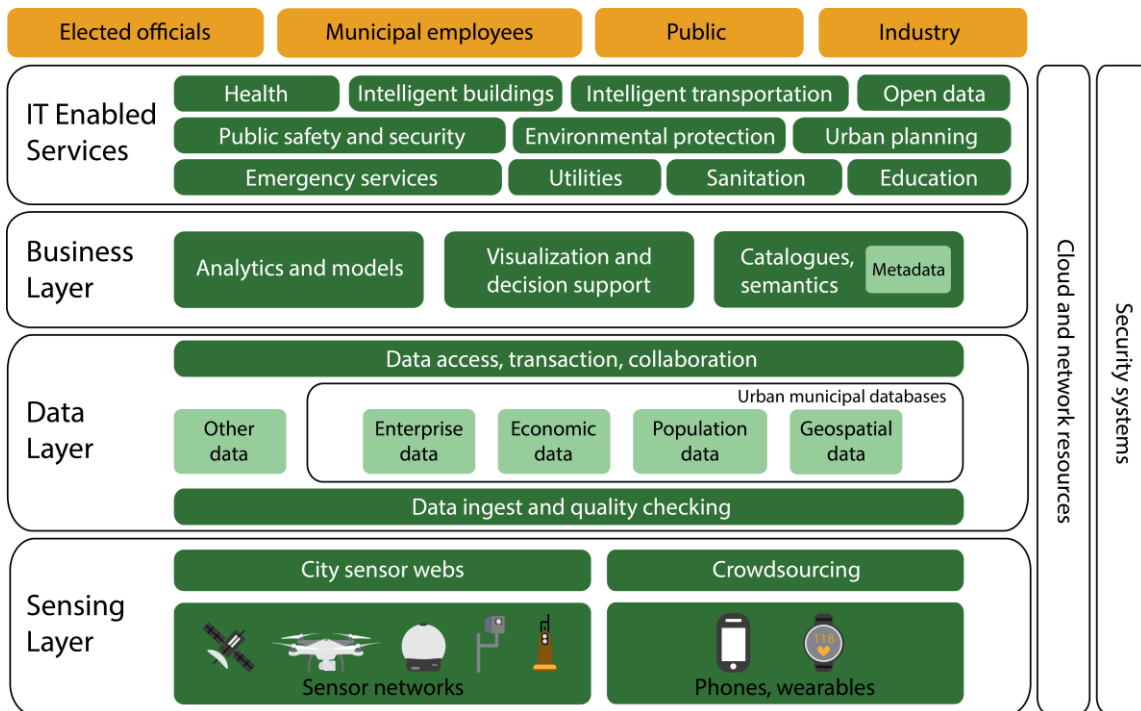 Elected officials
Municipal employees
Public
Industry
IT Enabled
Services
Health
Intelligent buildings
Intelligent transportation
Open data
Public safety and security
Environmental protection
Urban planning
Emergency services
Utilities
Sanitation
Education
Business
Layer
Analytics and models
Visualization and
decision support
Catalogues,
semantics
Metadata
Data
Layer
Data access, transaction, collaboration
Urban municipal databases
Other
data
Enterprise
data
Economic
data
Population
data
Geospatial
data
Data ingest and quality checking
Sensing
Layer
City sensor webs
Crowdsourcing
Sensor networks
118
Phones, wearables
Cloud and network resources
Security systems